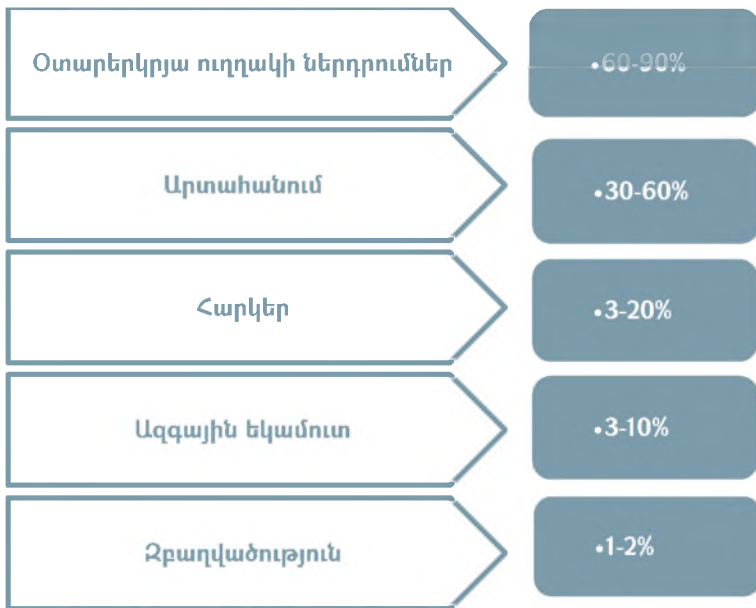 Օտարերկրյա ուղղակի ներդրումներ
•60-90%
Արտահանում
•30-60%
Հարկեր
•3-20%
Ազգային եկամուտ
•3-10%
Զբաղվածություն
•1-2%